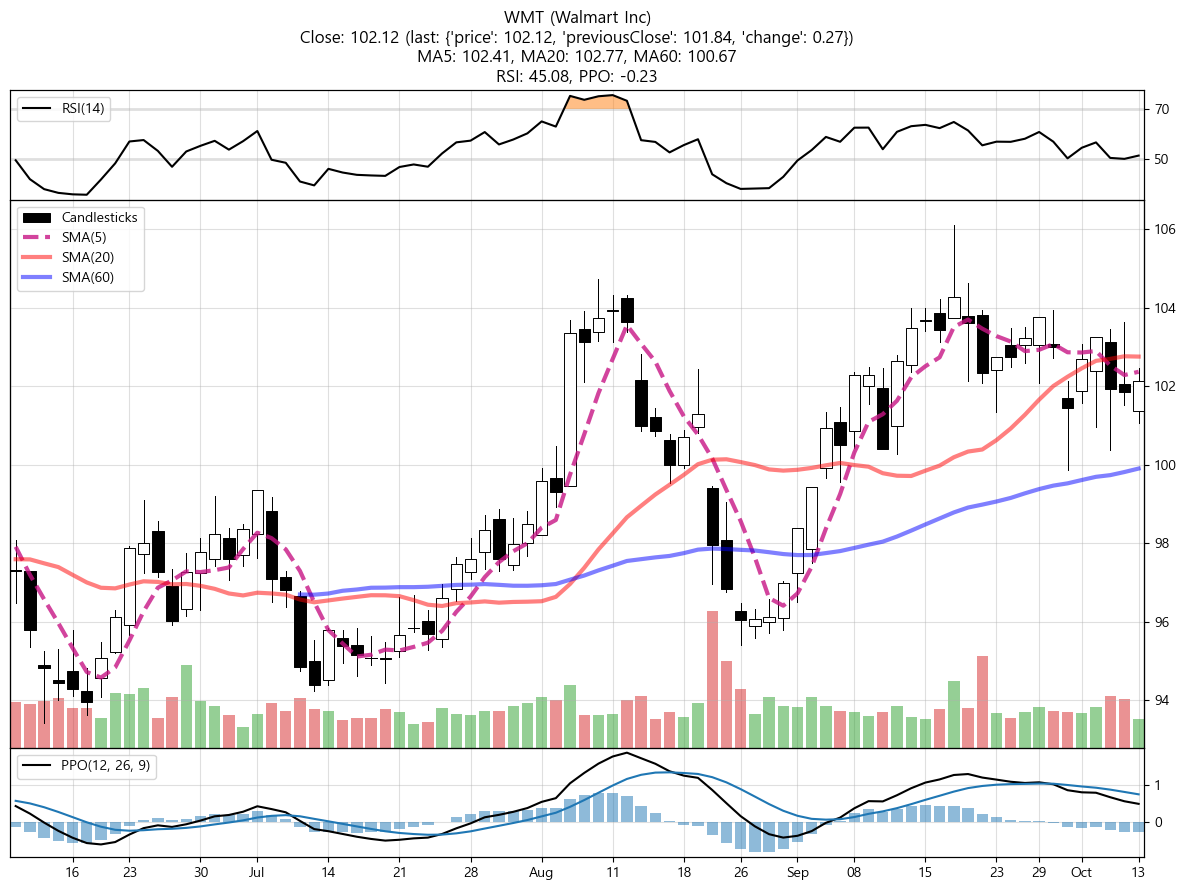 WMT (Walmart Inc)
Close: 102.12 (last: {'price': 102.12, 'previousClose': 101.84, 'change': 0.27})
MA5: 102.41, MA20: 102.77, MA60: 100.67
RSI: 45.08, PPO: -0.23
RSI(14)
70
50
Candlesticks
SMA(5)
SMA(20)
SMA(60)
106
104
102
100
98
96
94
PPO(12, 26, 9)
1
0
16 23 30 Jul 14 21 28 Aug 11 18 26 Sep 08 15 23 29 Oct 13